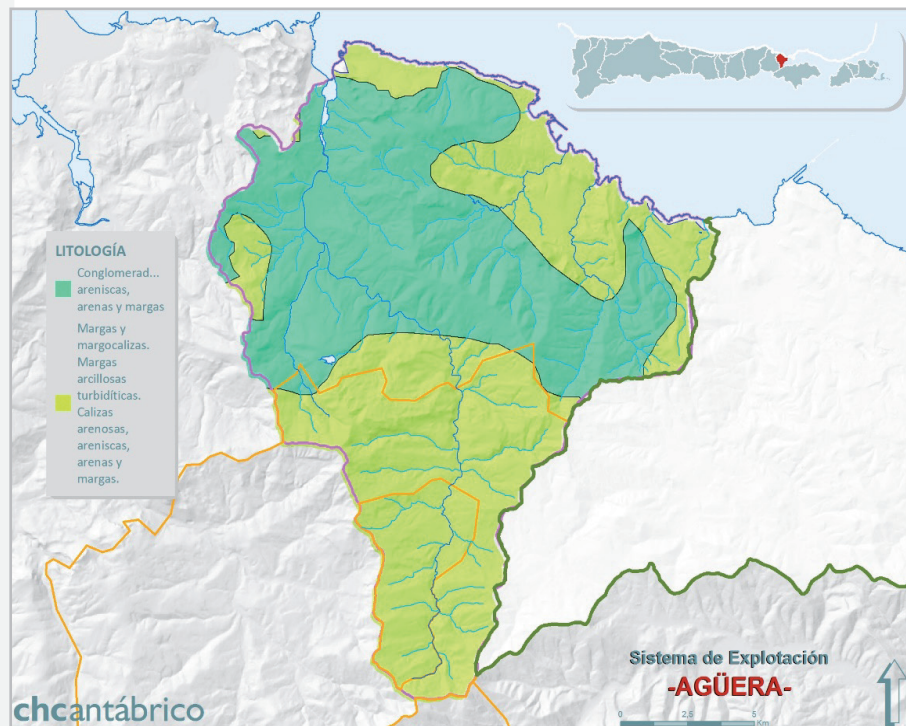 LITOLOGÍA
Conglomerad...
areniscas,
arenas y margas
Margas y
margocalizas.
Margas
arcillosas
turbidíticas.
Calizas
arenosas,
areniscas,
arenas y
margas.
Sistema de Explotación
-AGÜERA-
0 2,5 5
Km
chcantábrico